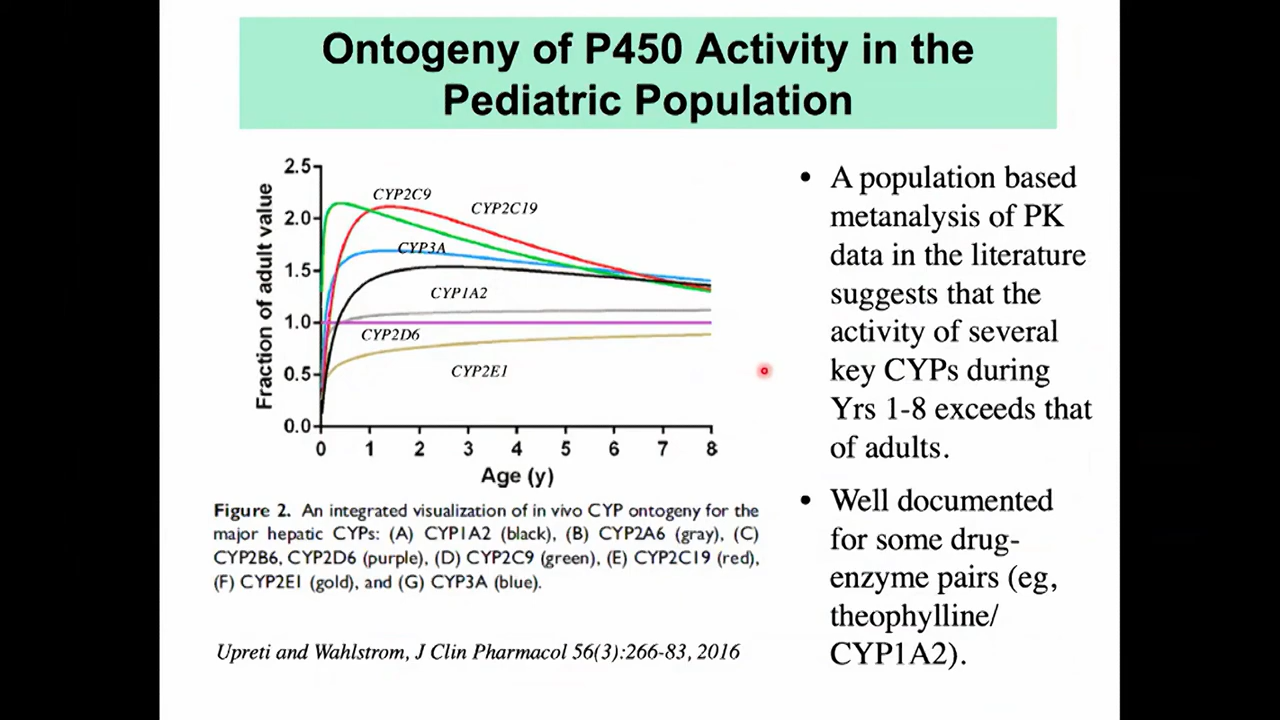 Ontogeny of P450 Activity in the
Pediatric Population
2.5
2.0
1.5
1.0
0.5
0.0
Fraction of adult value
CYP2C9
CYP2C19
CYP3A
CYP1A2
CYP2D6
CYP2E1
0 1 2 3 4 5 6 7 8
Age (y)
Figure 2. An integrated visualization of in vivo CYP ontogeny for the
major hepatic CYPs: (A) CYP1A2 (black), (B) CYP2A6 (gray), (C)
CYP2B6, CYP2D6 (purple), (D) CYP2C9 (green), (E) CYP2C19 (red),
(F) CYP2E1 (gold), and (G) CYP3A (blue).
Upreti and Wahlstrom, J Clin Pharmacol 56(3):266-83, 2016
• A population based
metanalysis of PK
data in the literature
suggests that the
activity of several
key CYPs during
Yrs 1-8 exceeds that
of adults.
• Well documented
for some drug-
enzyme pairs (eg,
theophylline/
CYP1A2).